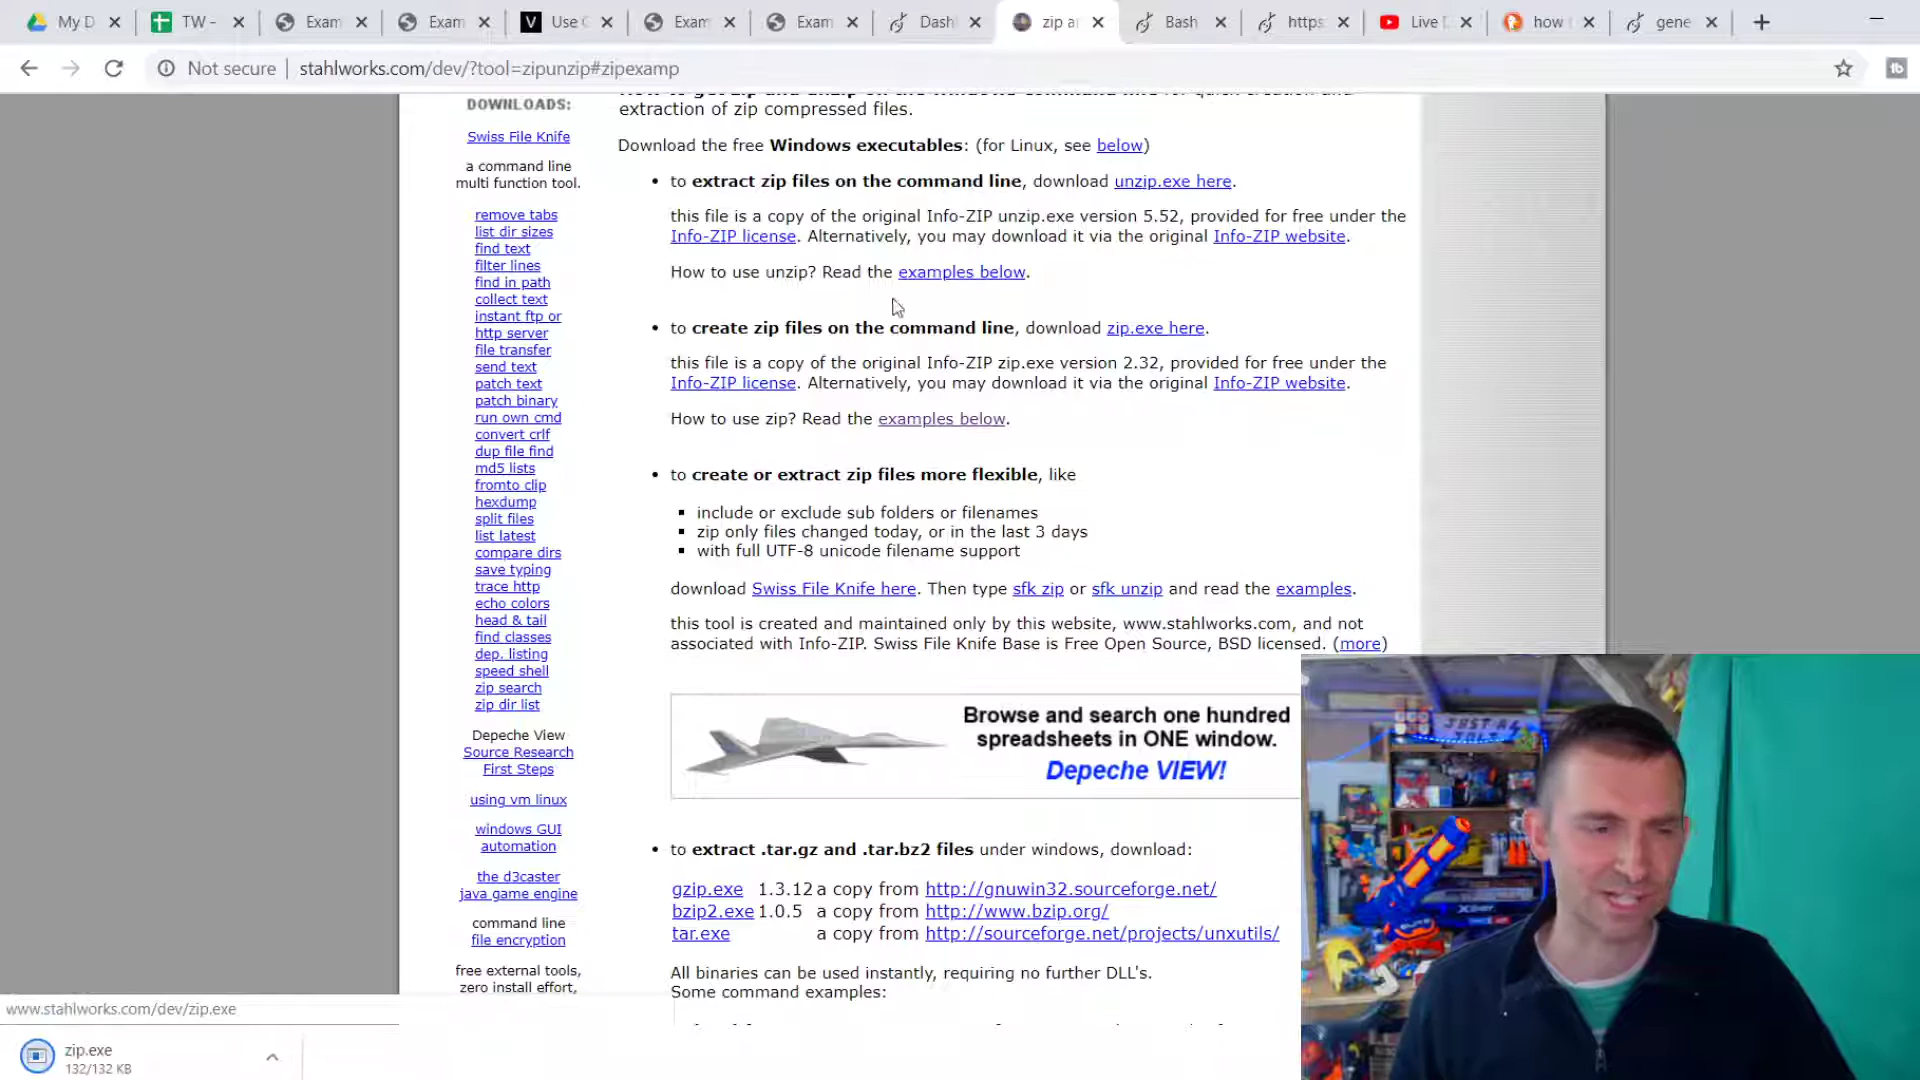 My D
TW -
Exam
Exam
Use
Exam
Exam
Dash
zip a
Bash
https
Live
how
gene
Not secure
stahlworks.com/dev/?tool=zipunzip#zipexamp
DOWNLOADS:
Swiss File Knife
a command line
multi function tool.
remove tabs
list dir sizes
find text
filter lines
find in path
collect text
instant ftp or
http server
file transfer
send text
patch text
patch binary
run own cmd
convert crlf
dup file find
md5 lists
fromto clip
hexdump
split files
list latest
compare dirs
save typing
trace http
echo colors
head & tail
find classes
dep. listing
speed shell
zip search
zip dir list
Depeche View
Source Research
First Steps
using vm linux
windows GUI
automation
the d3caster
java game engine
command line
file encryption
free external tools,
zero install effort,
extraction of zip compressed files.
Download the free Windows executables: (for Linux, see below)
• to extract zip files on the command line, download unzip.exe here.
this file is a copy of the original Info-ZIP unzip.exe version 5.52, provided for free under the
Info-ZIP license. Alternatively, you may download it via the original Info-ZIP website.
How to use unzip? Read the examples below.
• to create zip files on the command line, download zip.exe here.
this file is a copy of the original Info-ZIP zip.exe version 2.32, provided for free under the
Info-ZIP license. Alternatively, you may download it via the original Info-ZIP website.
How to use zip? Read the examples below.
• to create or extract zip files more flexible, like
▪ include or exclude sub folders or filenames
▪ zip only files changed today, or in the last 3 days
▪ with full UTF-8 unicode filename support
download Swiss File Knife here. Then type sfk zip or sfk unzip and read the examples.
this tool is created and maintained only by this website, www.stahlworks.com, and not
associated with Info-ZIP. Swiss File Knife Base is Free Open Source, BSD licensed. (more)
Browse and search one hundred
spreadsheets in ONE window.
Depeche VIEW!
• to extract .tar.gz and .tar.bz2 files under windows, download:
gzip.exe 1.3.12 a copy from http://gnuwin32.sourceforge.net/
bzip2.exe 1.0.5 a copy from http://www.bzip.org/
tar.exe a copy from http://sourceforge.net/projects/unxutils/
All binaries can be used instantly, requiring no further DLL's.
Some command examples:
www.stahlworks.com/dev/zip.exe
zip.exe
132/132 KB